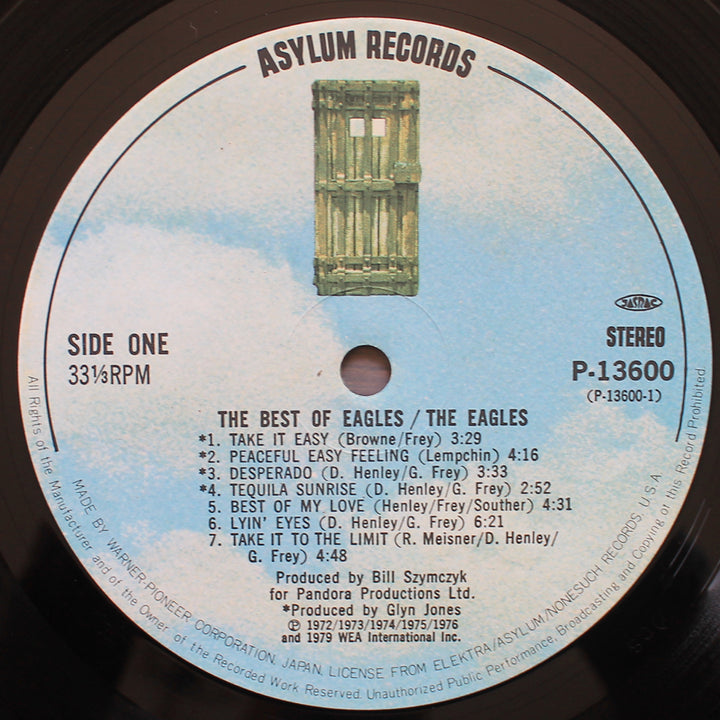 ASYLUM RECORDS
JASRAC
SIDE ONE
33⅓RPM
STEREO
P-13600
(P-13600-1)
THE BEST OF EAGLES / THE EAGLES
*1. TAKE IT EASY (Browne/Frey) 3:29
*2. PEACEFUL EASY FEELING (Lempchin) 4:16
*3. DESPERADO (D. Henley/G. Frey) 3:33
*4. TEQUILA SUNRISE (D. Henley/G. Frey) 2:52
5. BEST OF MY LOVE (Henley/Frey/Souther) 4:31
6. LYIN' EYES (D. Henley/G. Frey) 6:21
7. TAKE IT TO THE LIMIT (R. Meisner/D. Henley/
G. Frey) 4:48
Produced by Bill Szymczyk
for Pandora Productions Ltd.
*Produced by Glyn Jones
Ⓟ 1972/1973/1974/1975/1976
and 1979 WEA International Inc.
MADE BY WARNER-PIONEER CORPORATION, JAPAN, LICENSE FROM ELEKTRA/ASYLUM/NONESUCH RECORDS, U.S.A
All Rights of the Manufacturer and of the Owner of the Recorded Work Reserved. Unauthorized Public Performance, Broadcasting and Copying of this Record Prohibited.